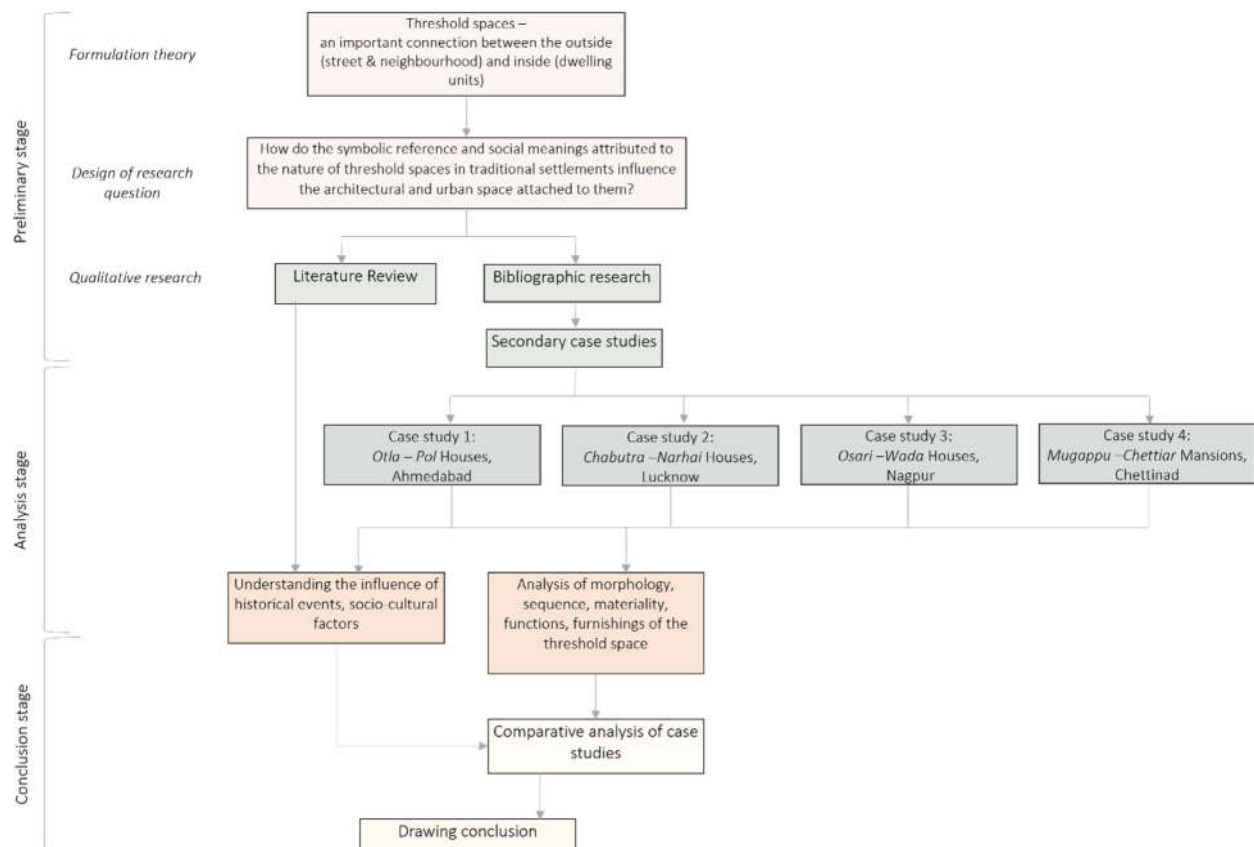 Preliminary stage
Formulation theory
Threshold spaces –
an important connection between the outside
(street & neighbourhood) and inside (dwelling
units)
Design of research
question
How do the symbolic reference and social meanings attributed to
the nature of threshold spaces in traditional settlements influence
the architectural and urban space attached to them?
Qualitative research
Literature Review
Bibliographic research
Secondary case studies
Analysis stage
Case study 1:
Otla – Pol Houses,
Ahmedabad
Case study 2:
Chabutra –Narhai Houses,
Lucknow
Case study 3:
Osari –Wada Houses,
Nagpur
Case study 4:
Mugappu –Chettiar Mansions,
Chettinad
Understanding the influence of
historical events, socio-cultural
factors
Analysis of morphology,
sequence, materiality,
functions, furnishings of the
threshold space
Conclusion stage
Comparative analysis of case
studies
Drawing conclusion